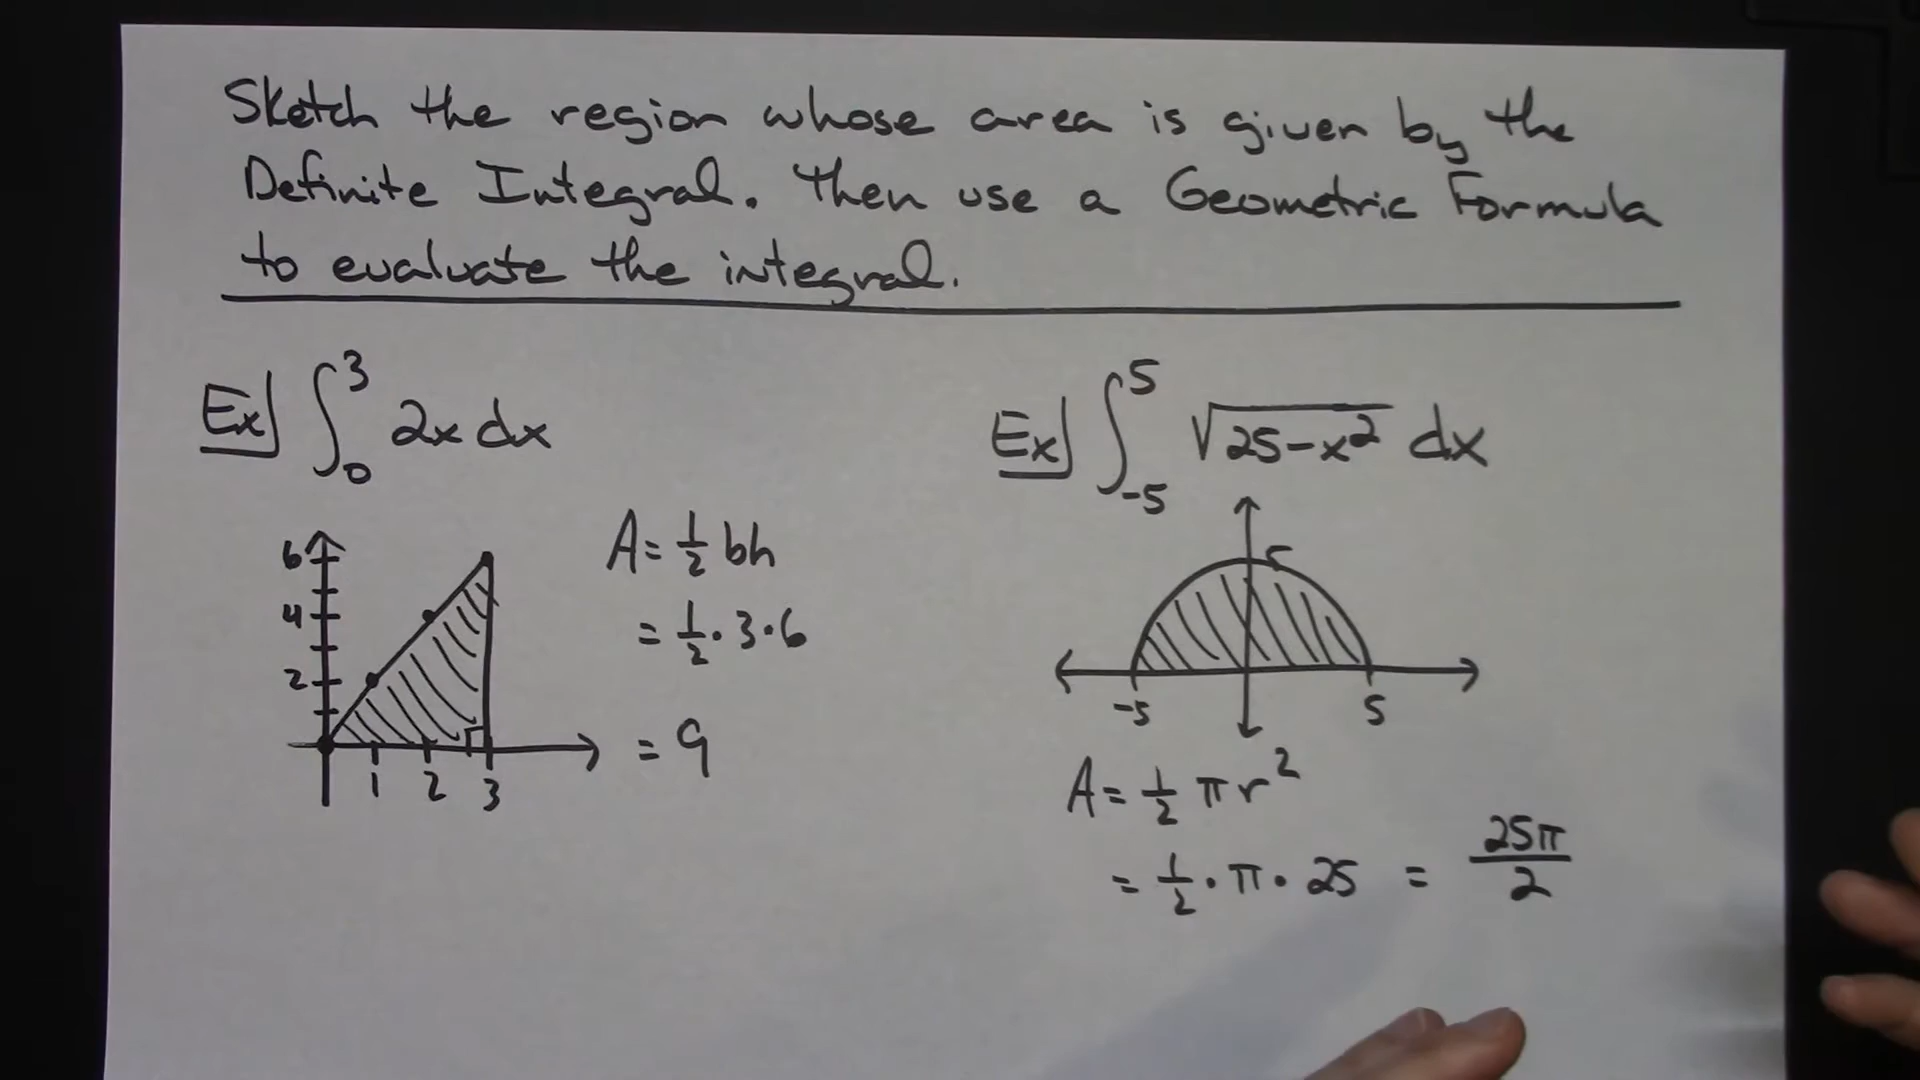 Sketch the region whose area is given by the
Definite Integral. Then use a Geometric Formula
to evaluate the integral.
Ex] ∫₀³ 2x dx
6
4
2
1 2 3
A = ½ bh
= ½ · 3 · 6
= 9
Ex] ∫₋₅⁵ √(25-x²) dx
5
-5 5
A = ½ πr²
= ½ · π · 25 = 25π/2